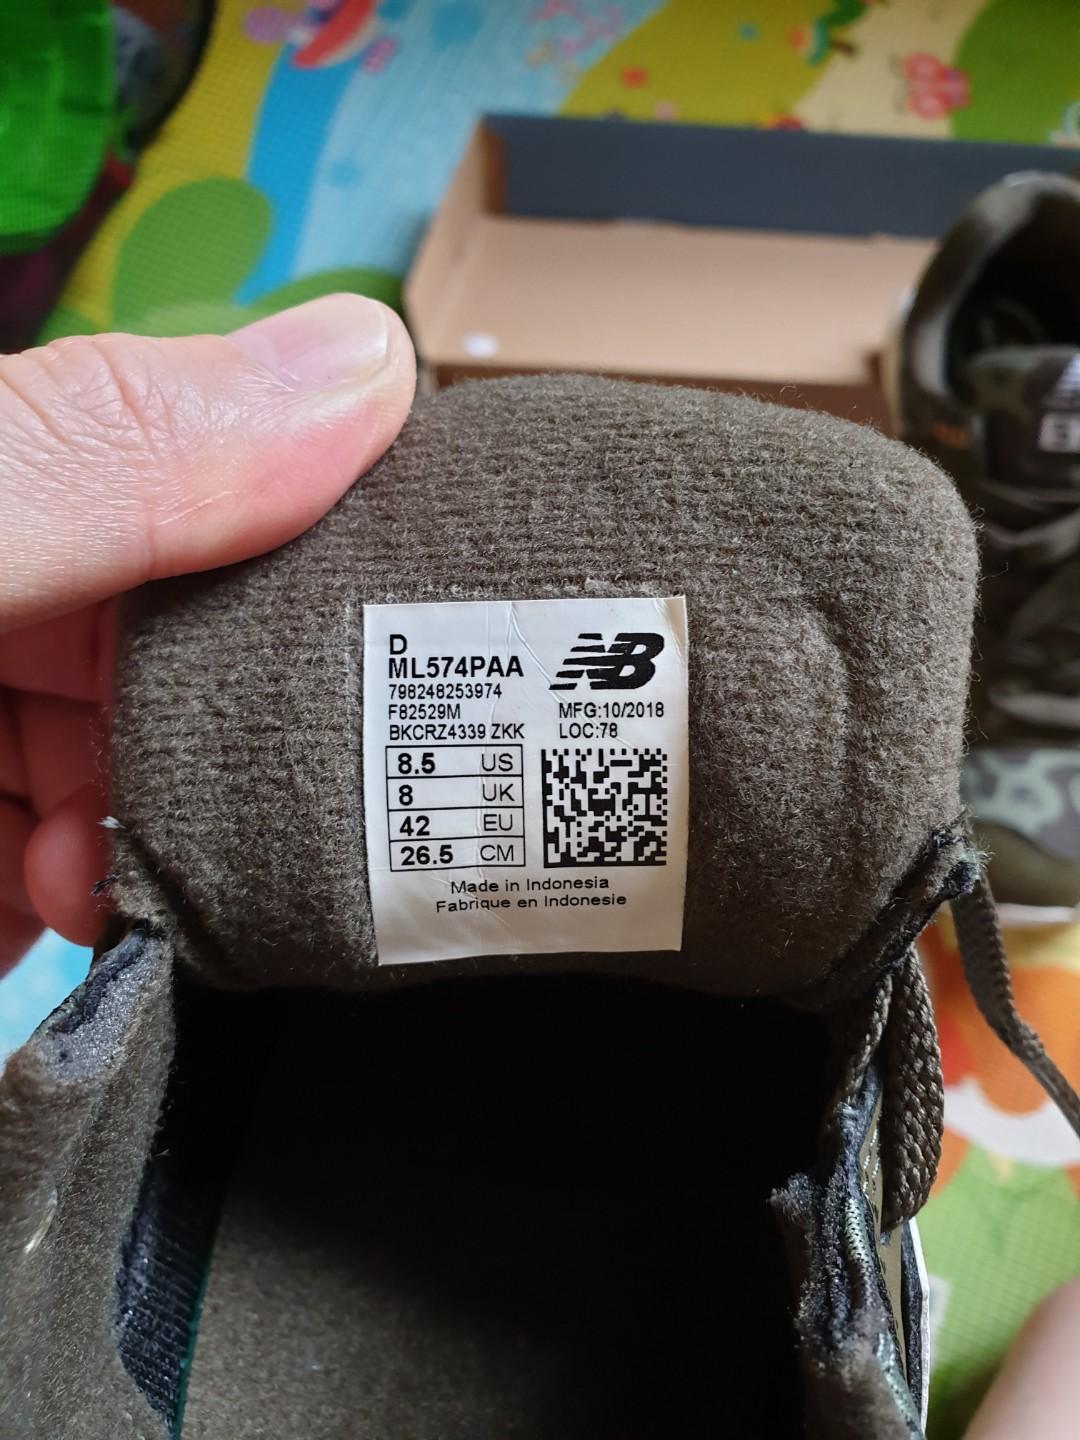 D
ML574PAA
798248253974
F82529M
BKCRZ4339 ZKK
NB
MFG:10/2018
LOC:78
8.5 US
8 UK
42 EU
26.5 CM
Made in Indonesia
Fabrique en Indonesie